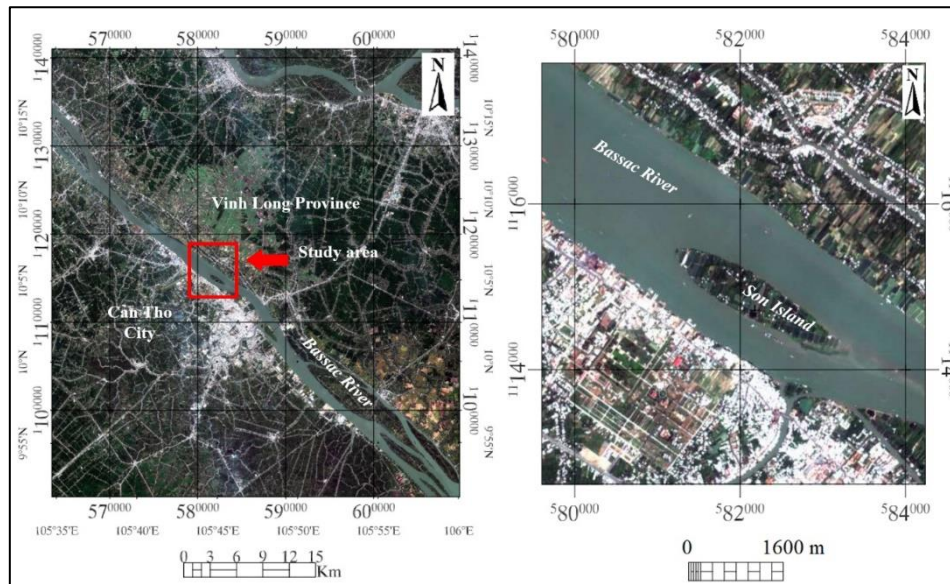 570000 580000 590000 600000
N
1140000
1140000
10°15'N
10°15'N
1130000
1130000
10°10'N
10°10'N
Vinh Long Province
1120000
1120000
Study area
10°5'N
10°5'N
Can Tho
City
1110000
1110000
10°N
10°N
Bassac River
1100000
1100000
9°55'N
9°55'N
570000 580000 590000 600000
105°35'E 105°40'E 105°45'E 105°50'E 105°55'E 106°E
0 3 6 9 12 15
Km
580000 582000 584000
N
Bassac River
1116000
Son Island
1114000
580000 582000 584000
0 1600 m